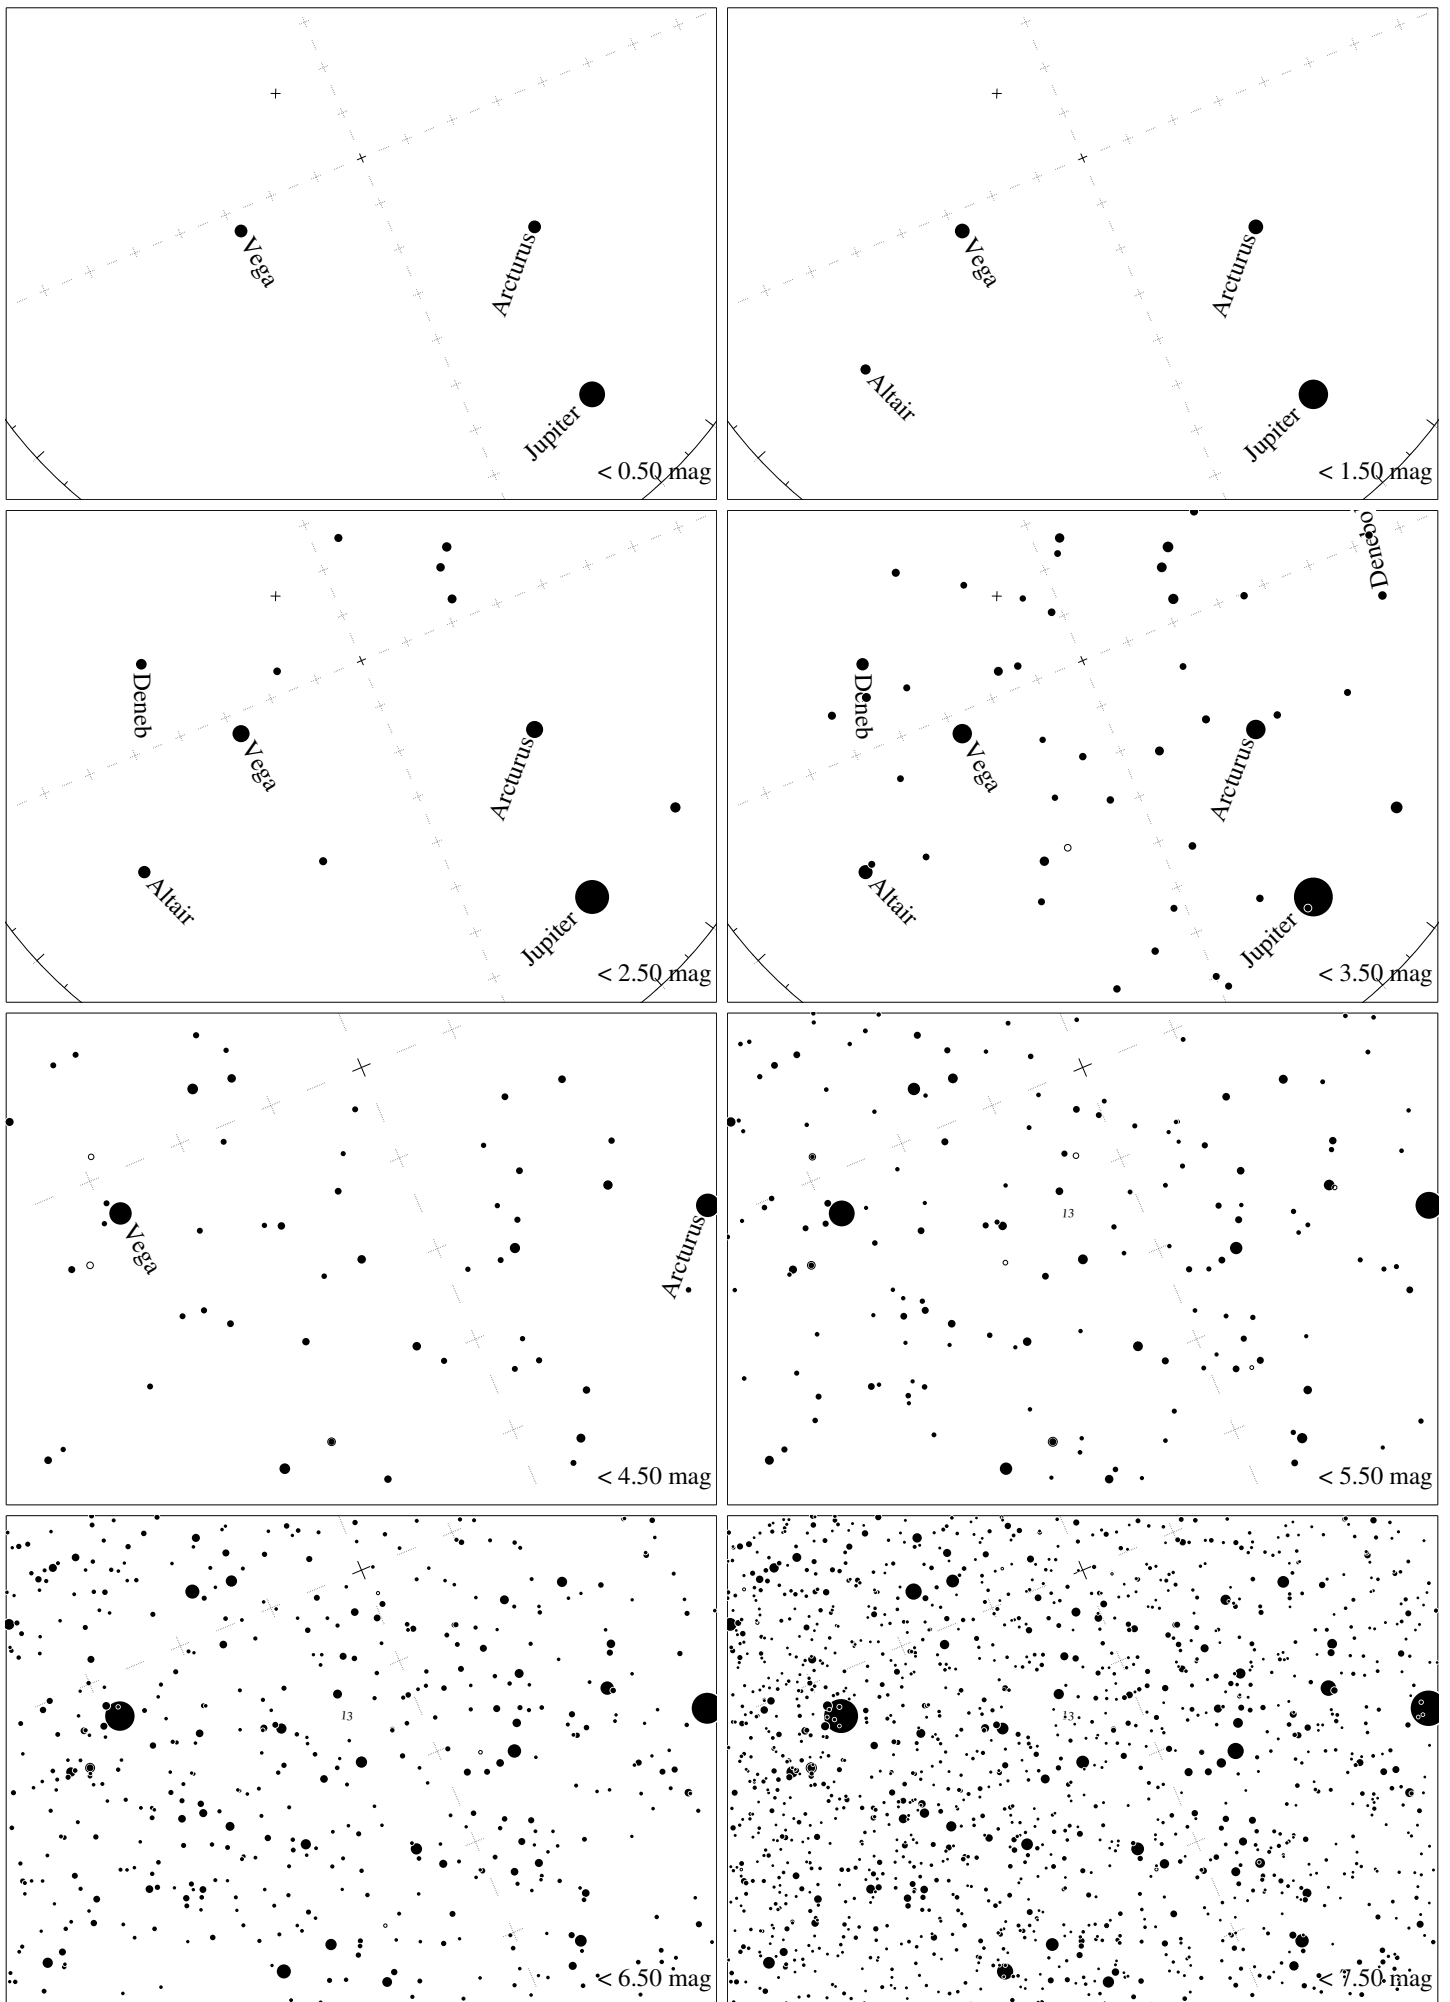 Vega
Arcturus
Jupiter
< 0.50 mag
Vega
Arcturus
Altair
Jupiter
< 1.50 mag
Deneb
Vega
Arcturus
Altair
Jupiter
< 2.50 mag
Denebo
Deneb
Vega
Arcturus
Altair
Jupiter
< 3.50 mag
Vega
Arcturus
< 4.50 mag
13
< 5.50 mag
13
< 6.50 mag
13
< 7.50 mag